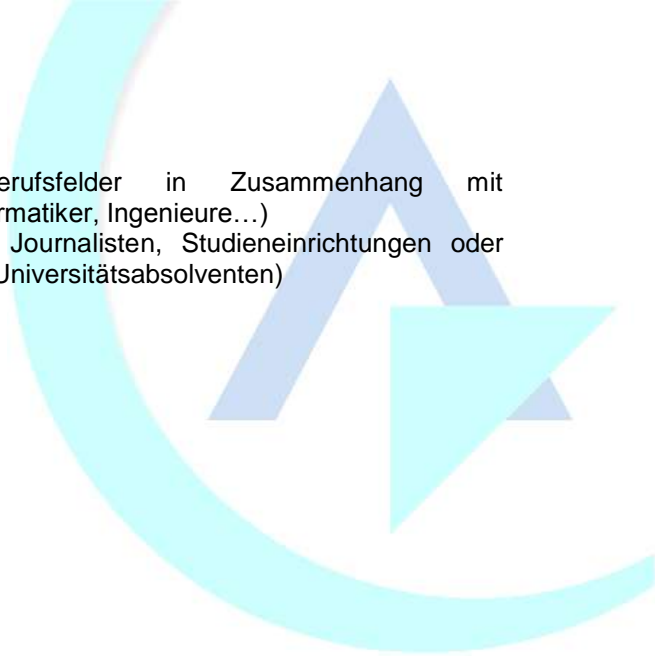 erufsfelder in Zusammenhang mit
rmatiker, Ingenieure…)
Journalisten, Studieneinrichtungen oder
Universitätsabsolventen)